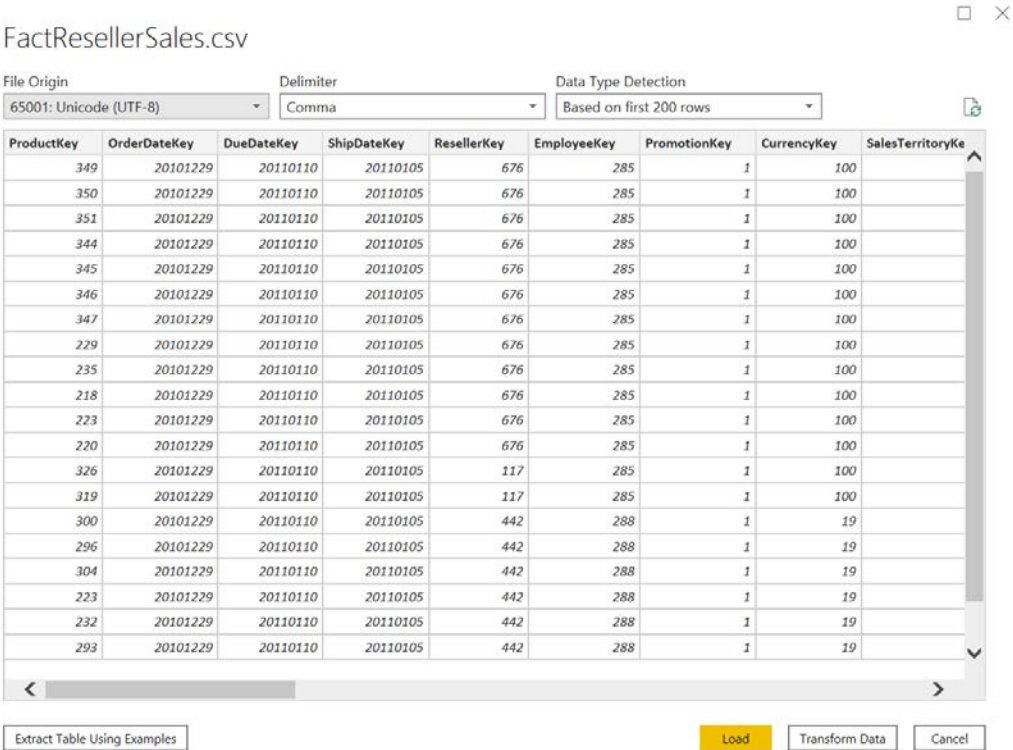 FactResellerSales.csv
File Origin Delimiter Data Type Detection
65001: Unicode (UTF-8) Comma Based on first 200 rows
ProductKey OrderDateKey DueDateKey ShipDateKey ResellerKey EmployeeKey PromotionKey CurrencyKey SalesTerritoryKe
349 20101229 20110110 20110105 676 285 1 100
350 20101229 20110110 20110105 676 285 1 100
351 20101229 20110110 20110105 676 285 1 100
344 20101229 20110110 20110105 676 285 1 100
345 20101229 20110110 20110105 676 285 1 100
346 20101229 20110110 20110105 676 285 1 100
347 20101229 20110110 20110105 676 285 1 100
229 20101229 20110110 20110105 676 285 1 100
235 20101229 20110110 20110105 676 285 1 100
218 20101229 20110110 20110105 676 285 1 100
223 20101229 20110110 20110105 676 285 1 100
220 20101229 20110110 20110105 676 285 1 100
326 20101229 20110110 20110105 117 285 1 100
319 20101229 20110110 20110105 117 285 1 100
300 20101229 20110110 20110105 442 288 1 19
296 20101229 20110110 20110105 442 288 1 19
304 20101229 20110110 20110105 442 288 1 19
223 20101229 20110110 20110105 442 288 1 19
232 20101229 20110110 20110105 442 288 1 19
293 20101229 20110110 20110105 442 288 1 19
Extract Table Using Examples Load Transform Data Cancel